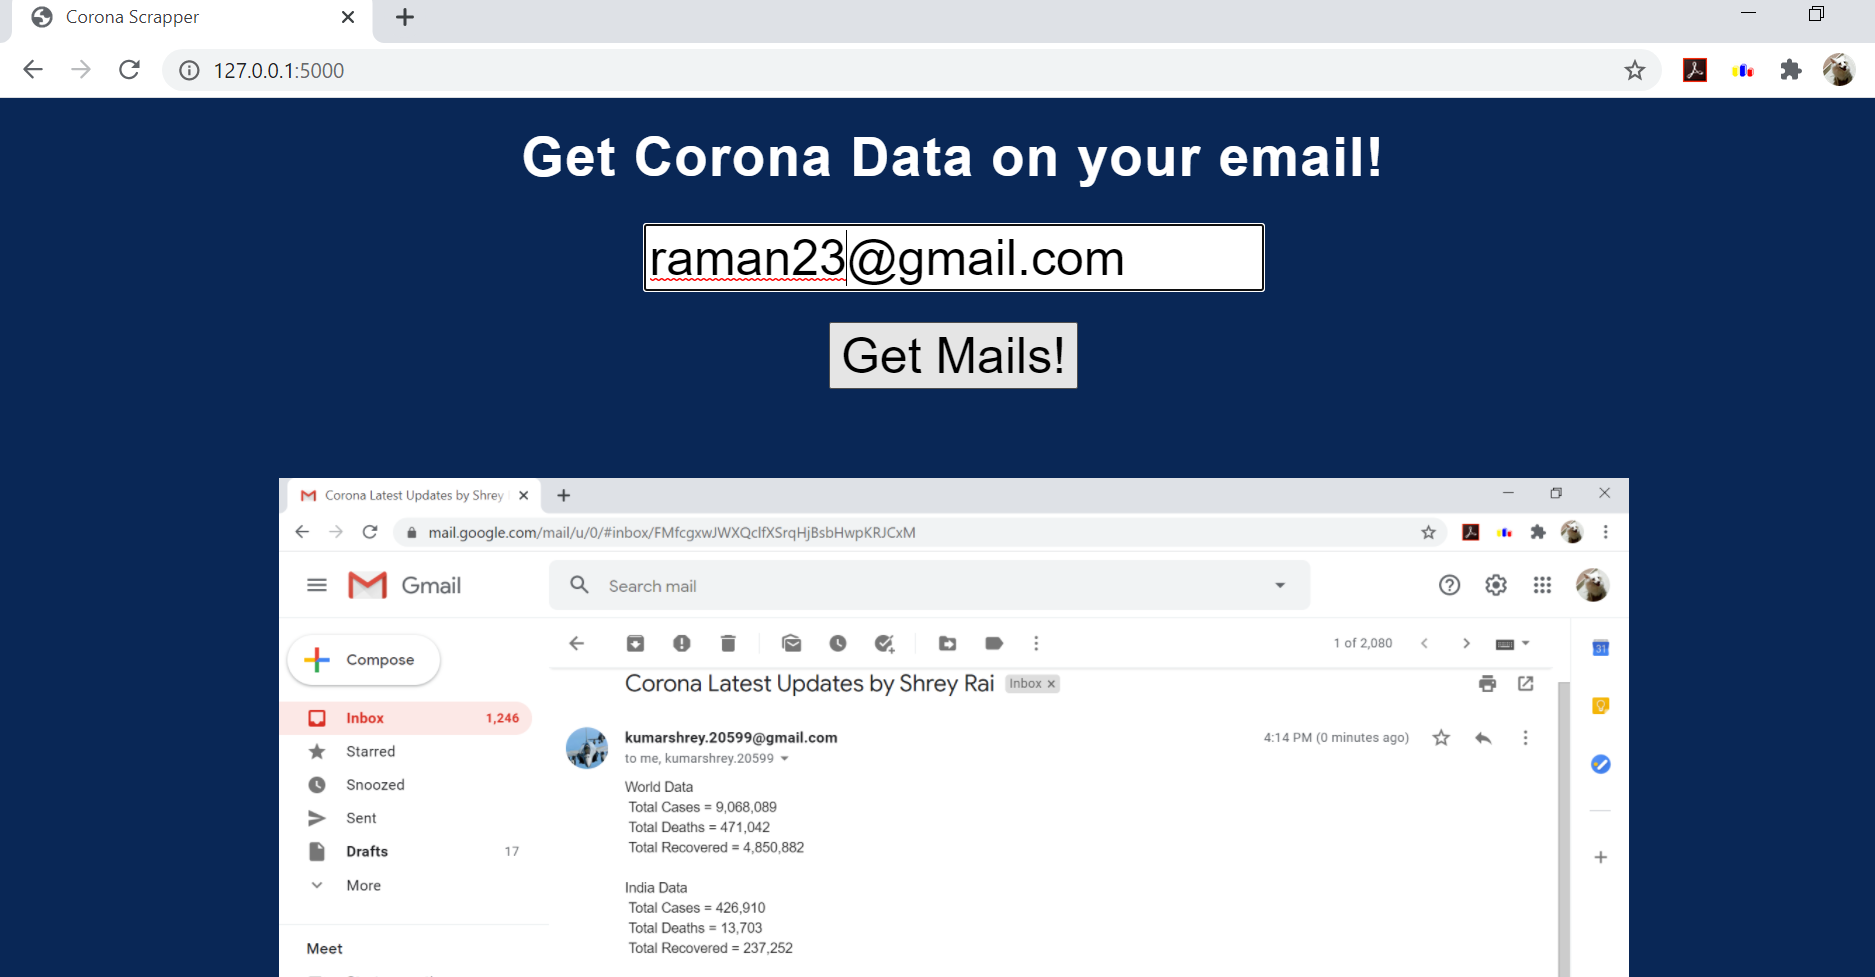 Corona Scrapper
127.0.0.1:5000
Get Corona Data on your email!
raman23@gmail.com
Get Mails!
Corona Latest Updates by Shrey
mail.google.com/mail/u/0/#inbox/FMfcgxwJWXQclfXSrqHjBsbHwpKRJCxM
Gmail
Search mail
Compose
1 of 2,080
Corona Latest Updates by Shrey Rai
Inbox x
Inbox 1,246
Starred
Snoozed
Sent
Drafts 17
More
Meet
kumarshrey.20599@gmail.com
4:14 PM (0 minutes ago)
to me, kumarshrey.20599
World Data
Total Cases = 9,068,089
Total Deaths = 471,042
Total Recovered = 4,850,882
India Data
Total Cases = 426,910
Total Deaths = 13,703
Total Recovered = 237,252
31